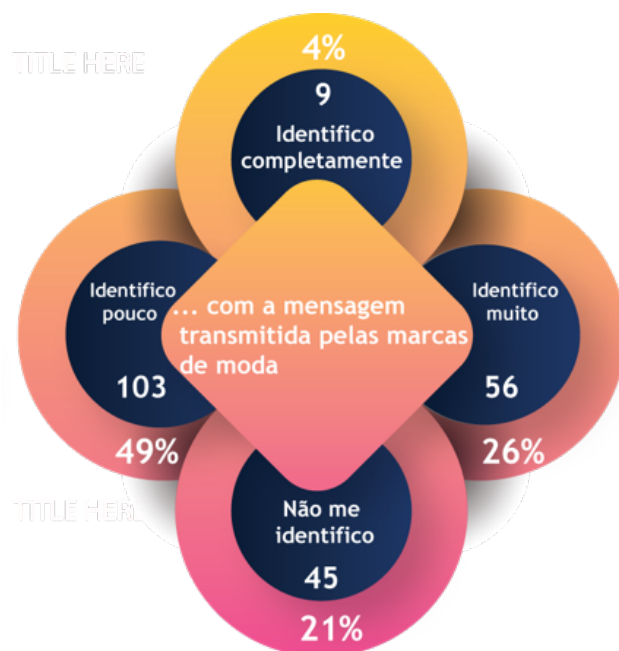 TITLE HERE
4%
9
Identifico
completamente
Identifico
pouco
103
49%
... com a mensagem
transmitida pelas marcas
de moda
Identifico
muito
56
26%
TITLE HERE
Não me
identifico
45
21%